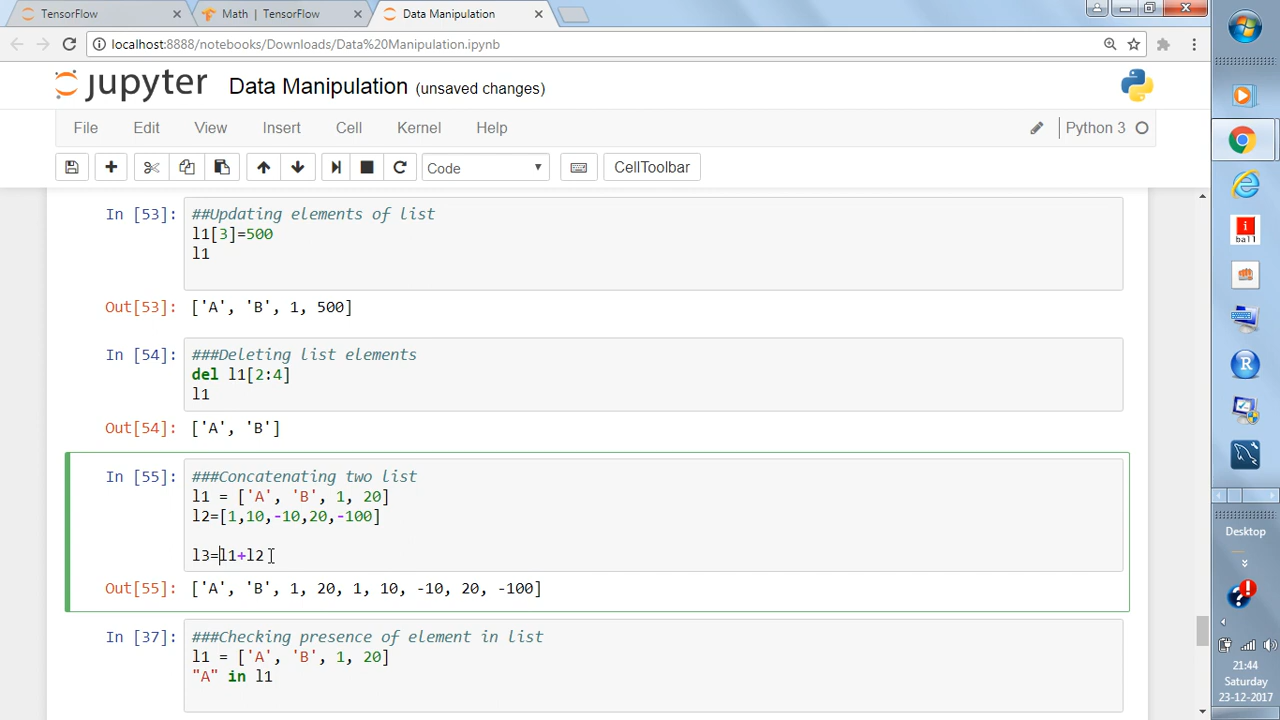 TensorFlow
Math | TensorFlow
Data Manipulation
localhost:8888/notebooks/Downloads/Data%20Manipulation.ipynb
jupyter Data Manipulation (unsaved changes)
File Edit View Insert Cell Kernel Help
Python 3
Code
CellToolbar
In [53]: ##Updating elements of list
l1[3]=500
l1
Out[53]: ['A', 'B', 1, 500]
In [54]: ###Deleting list elements
del l1[2:4]
l1
Out[54]: ['A', 'B']
In [55]: ###Concatenating two list
l1 = ['A', 'B', 1, 20]
l2=[1,10,-10,20,-100]
l3=l1+l2
Out[55]: ['A', 'B', 1, 20, 1, 10, -10, 20, -100]
In [37]: ###Checking presence of element in list
l1 = ['A', 'B', 1, 20]
"A" in l1
i
ball
R
Desktop
21:44
Saturday
23-12-2017